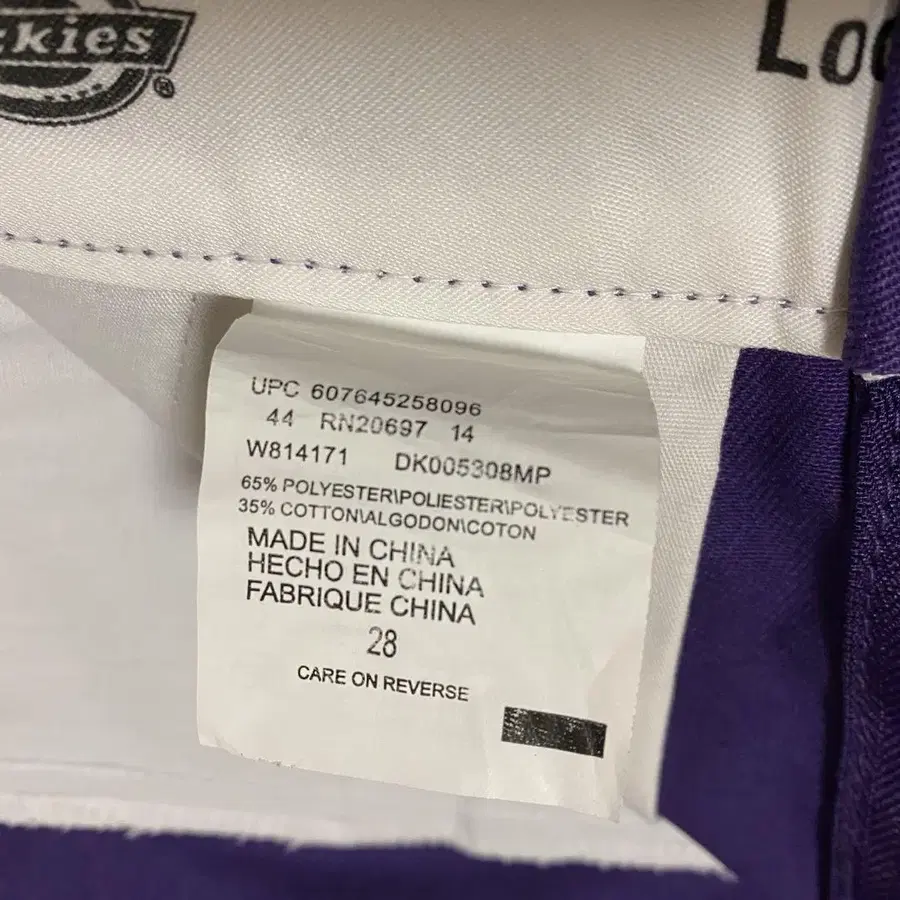 kies
®
Loo
UPC 607645258096
44 RN20697 14
W814171 DK005308MP
65% POLYESTER\POLIESTER\POLYESTER
35% COTTON\ALGODON\COTON
MADE IN CHINA
HECHO EN CHINA
FABRIQUE CHINA
28
CARE ON REVERSE